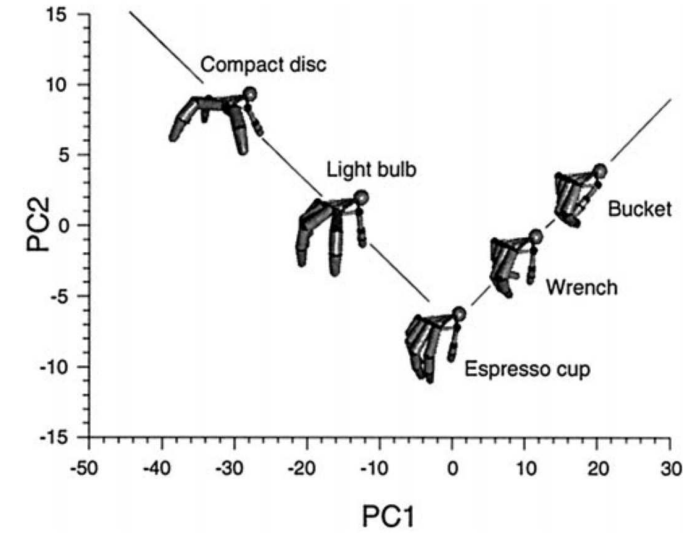 15
Compact disc
10
5
Light bulb
Bucket
PC2
0
Wrench
-5
Espresso cup
-10
-15
-50 -40 -30 -20 -10 0 10 20 30
PC1